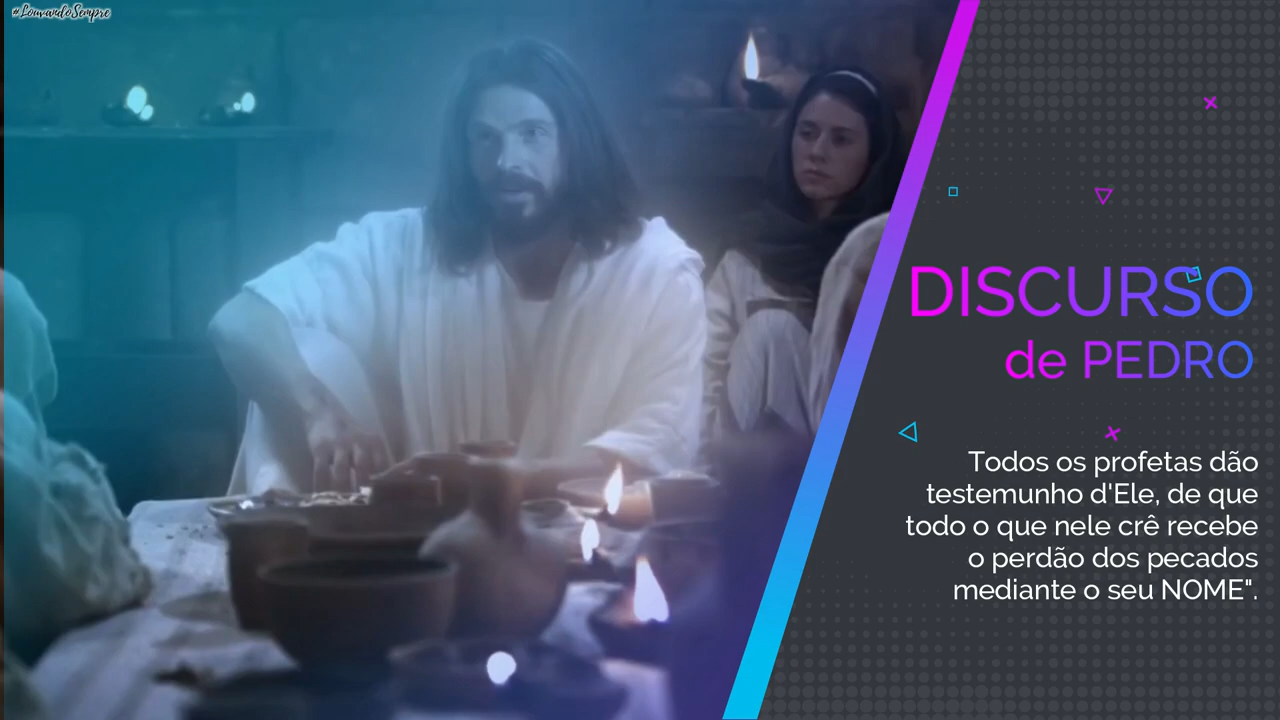 #LouvandoSempre
DISCURSO
de PEDRO
Todos os profetas dão
testemunho d'Ele, de que
todo o que nele crê recebe
o perdão dos pecados
mediante o seu NOME".